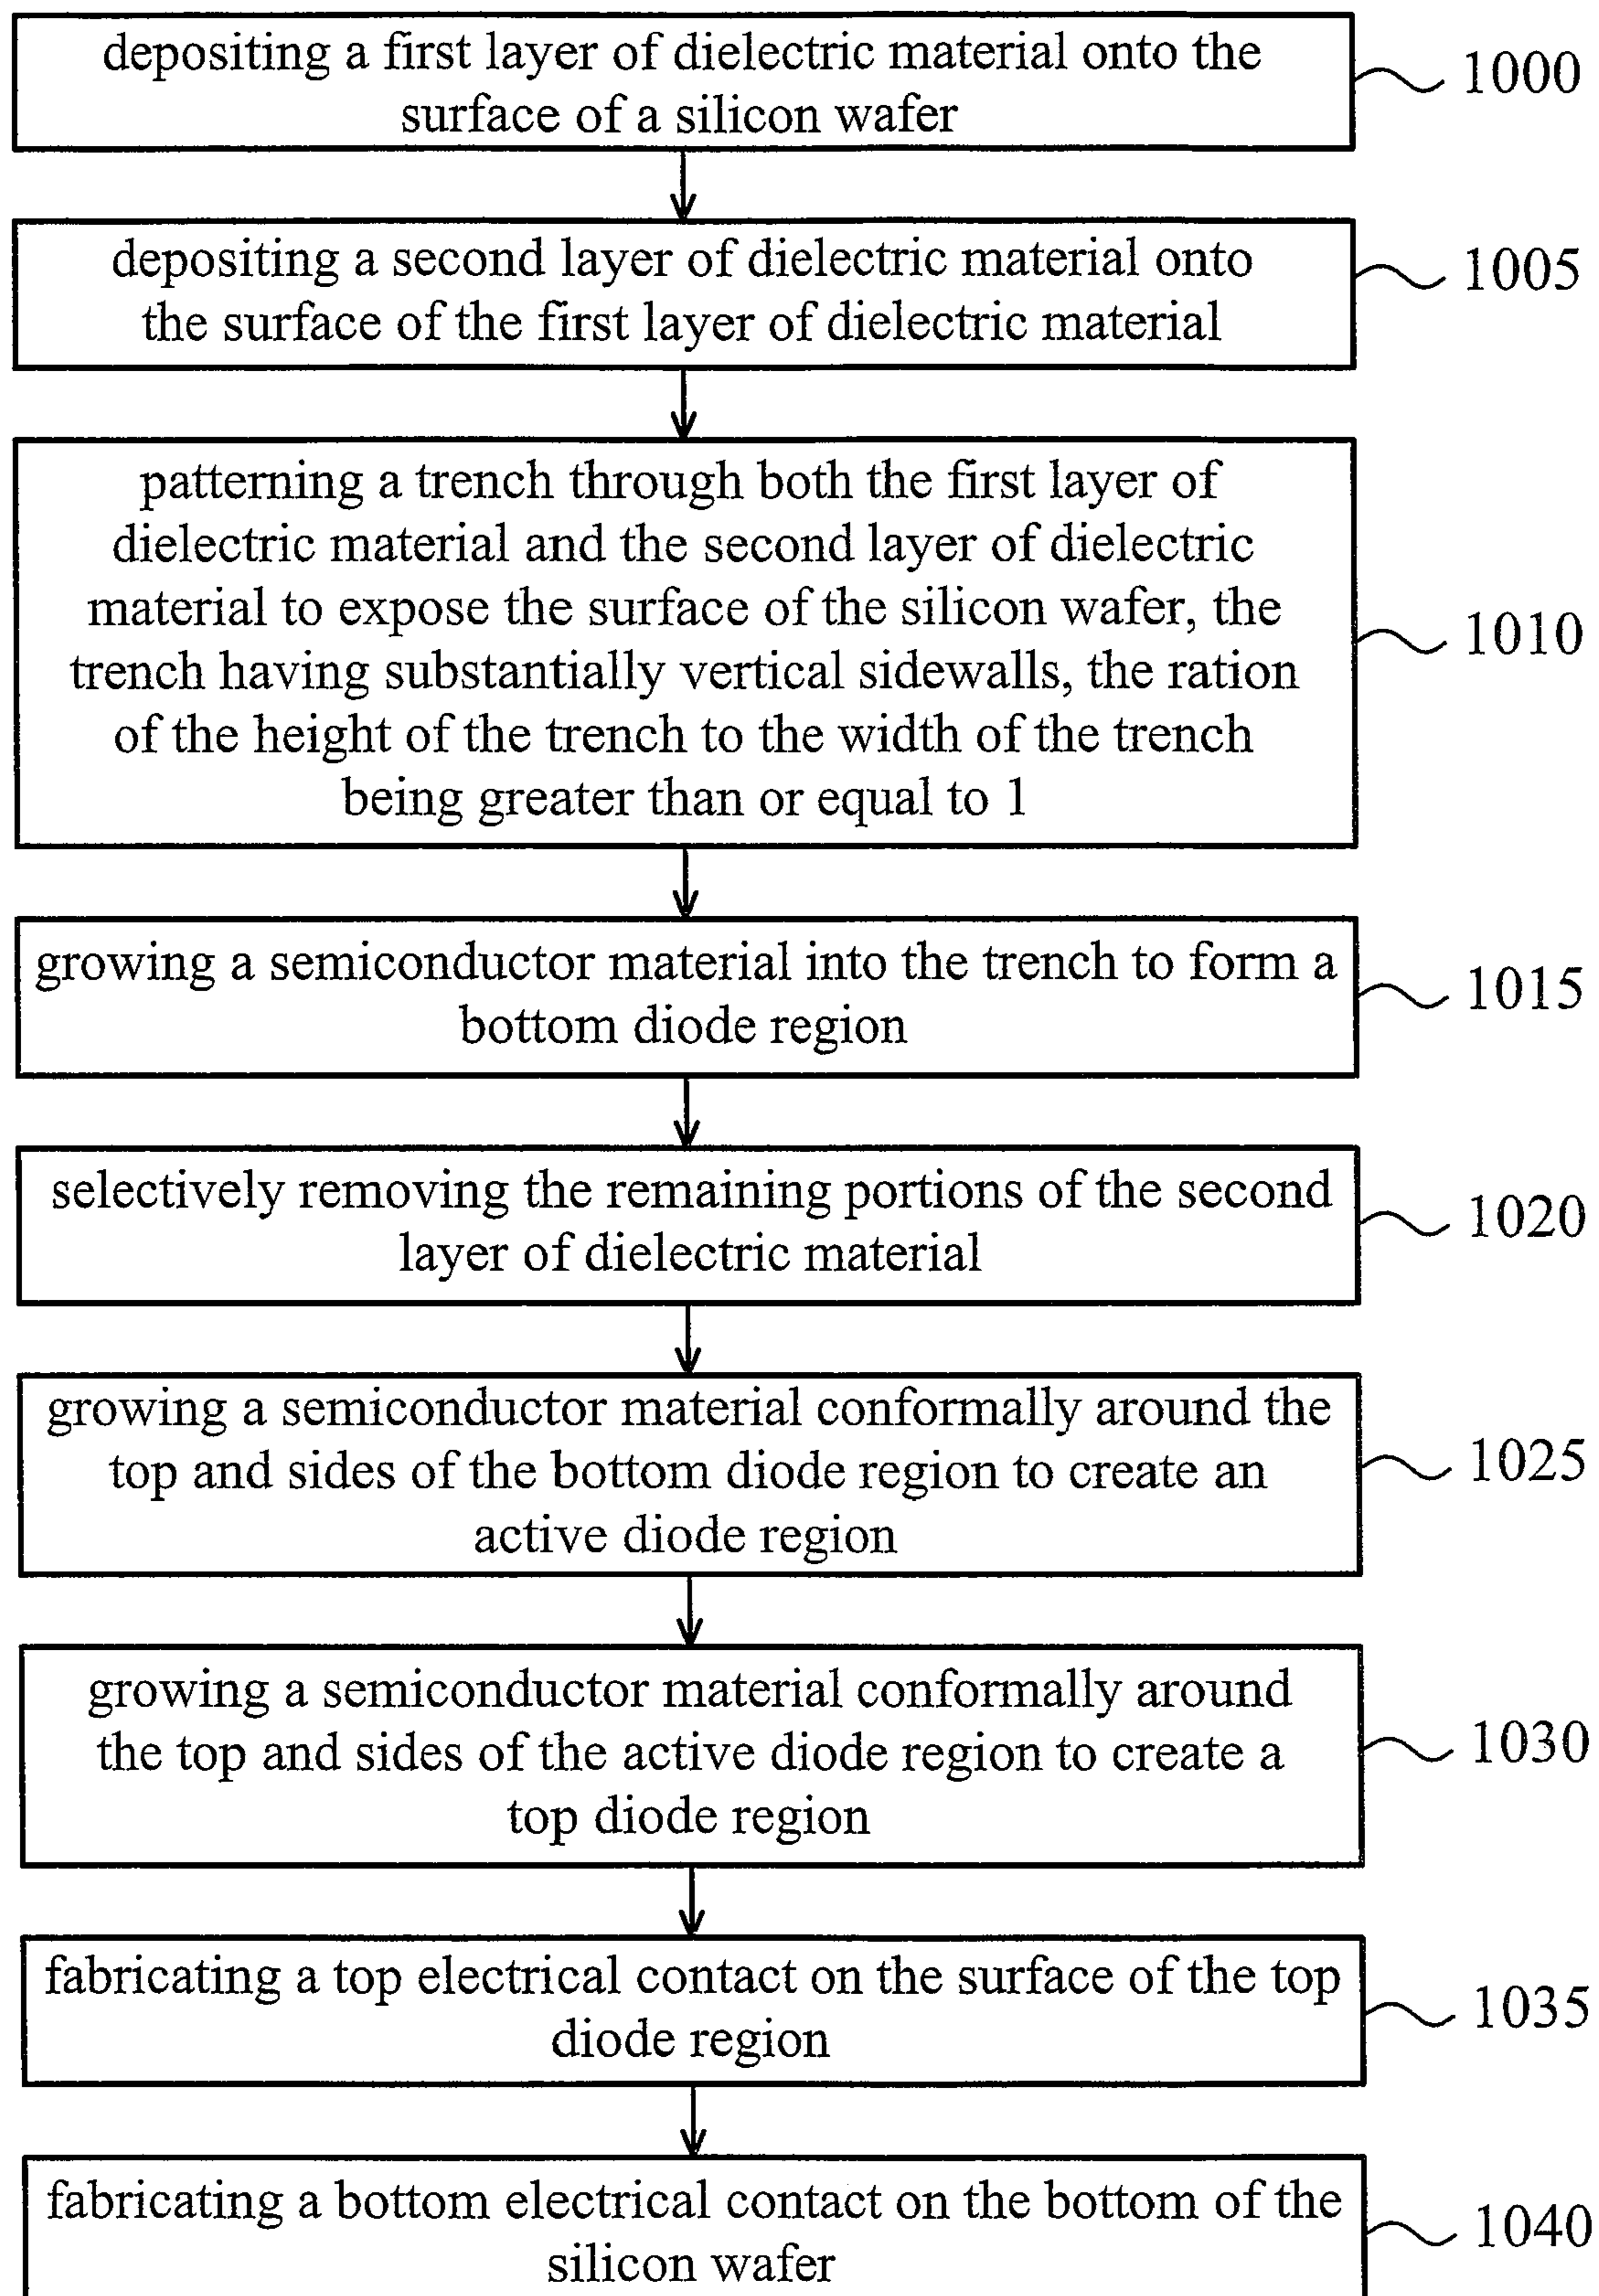 depositing a first layer of dielectric material onto the
surface of a silicon wafer
1000
depositing a second layer of dielectric material onto
the surface of the first layer of dielectric material
1005
patterning a trench through both the first layer of
dielectric material and the second layer of dielectric
material to expose the surface of the silicon wafer, the
trench having substantially vertical sidewalls, the ration
of the height of the trench to the width of the trench
being greater than or equal to 1
1010
growing a semiconductor material into the trench to form a
bottom diode region
1015
selectively removing the remaining portions of the second
layer of dielectric material
1020
growing a semiconductor material conformally around the
top and sides of the bottom diode region to create an
active diode region
1025
growing a semiconductor material conformally around
the top and sides of the active diode region to create a
top diode region
1030
fabricating a top electrical contact on the surface of the top
diode region
1035
fabricating a bottom electrical contact on the bottom of the
silicon wafer
1040